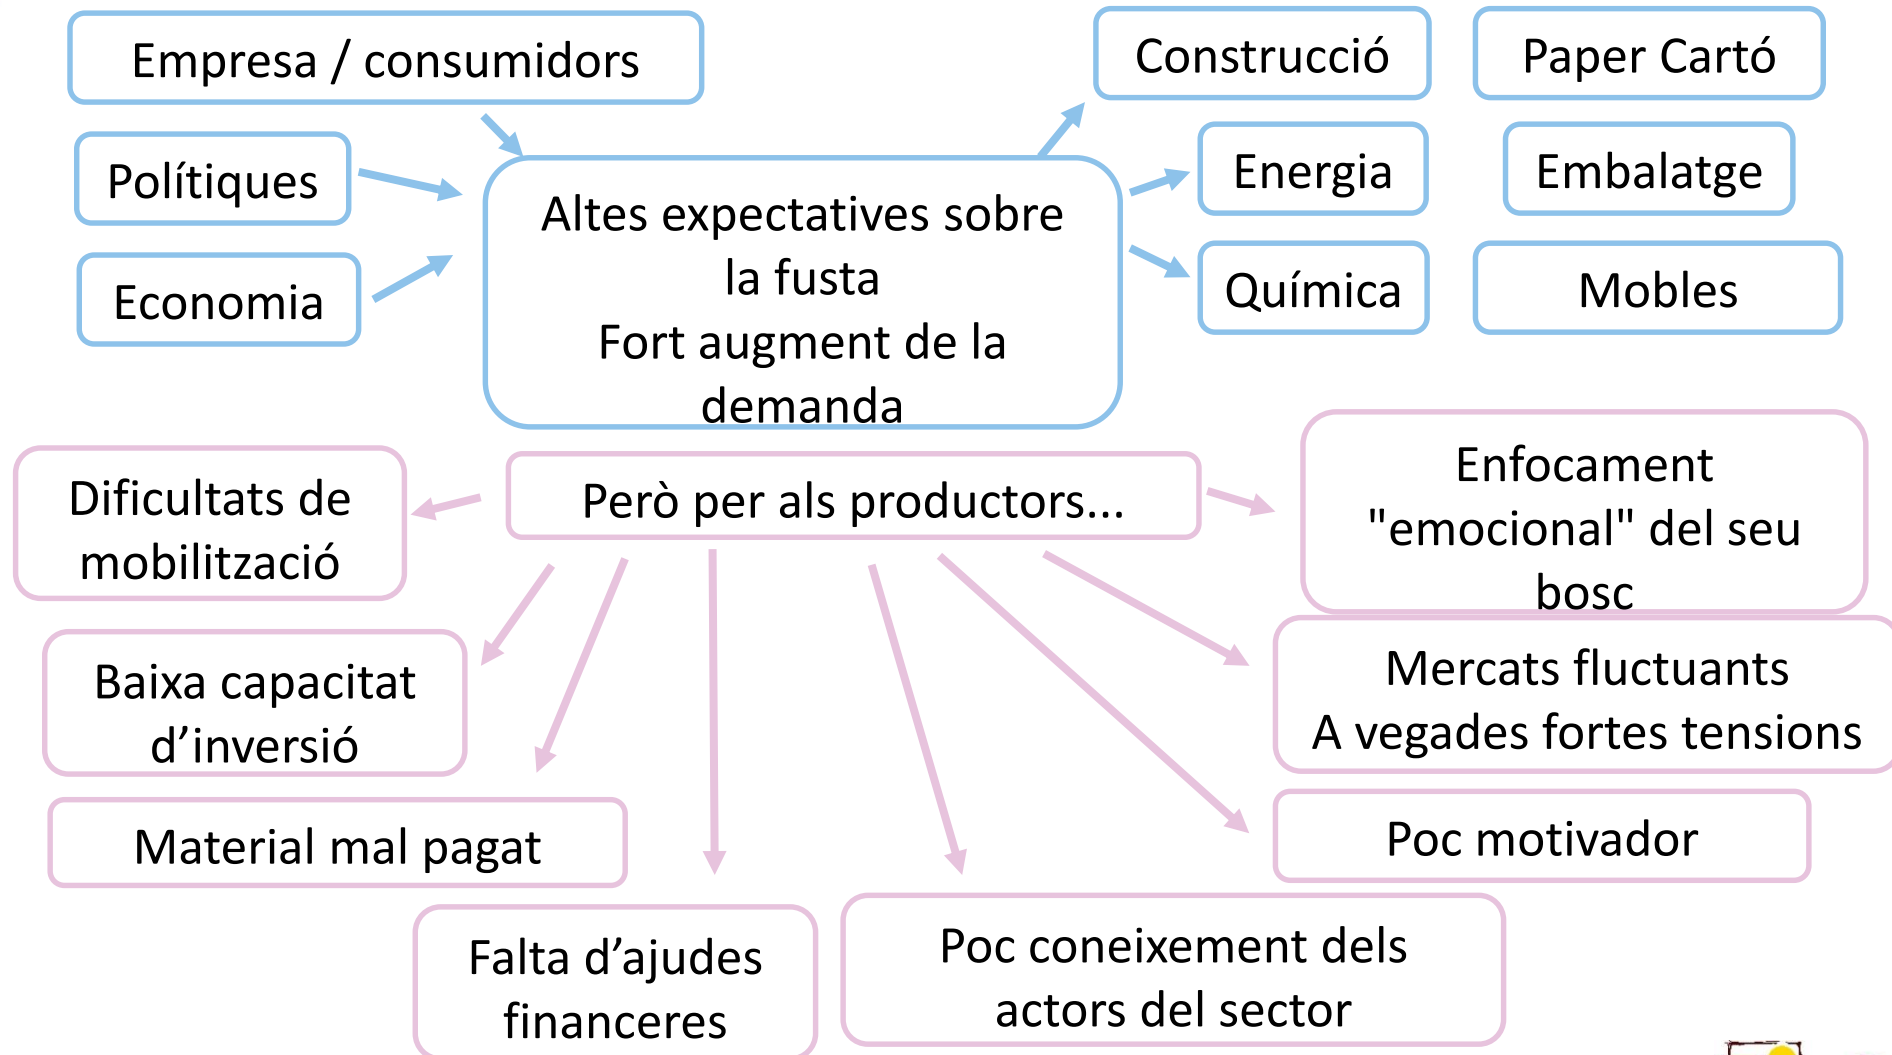 Empresa / consumidors
Construcció
Paper Cartó
Polítiques
Energia
Embalatge
Economia
Química
Mobles
Altes expectatives sobre
la fusta
Fort augment de la
demanda
Però per als productors...
Dificultats de
mobilització
Enfocament
"emocional" del seu
bosc
Baixa capacitat
d’inversió
Mercats fluctuants
A vegades fortes tensions
Material mal pagat
Poc motivador
Falta d’ajudes
financeres
Poc coneixement dels
actors del sector